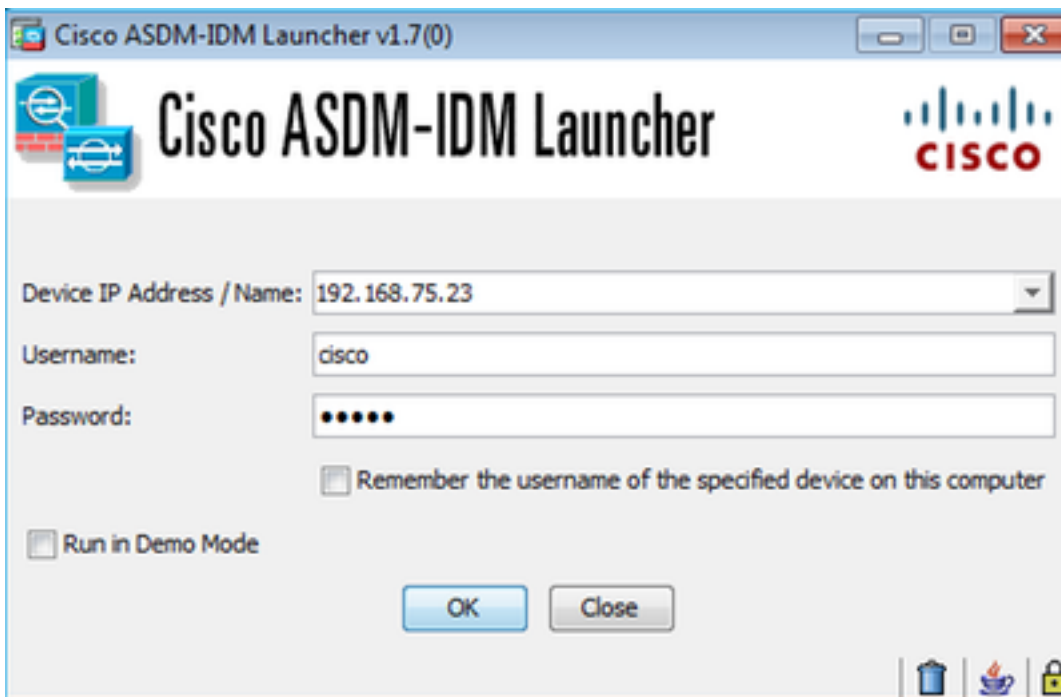 Cisco ASDM-IDM Launcher v1.7(0)
Cisco ASDM-IDM Launcher
CISCO
Device IP Address / Name: 192.168.75.23
Username: cisco
Password: •••••
Remember the username of the specified device on this computer
Run in Demo Mode
OK Close